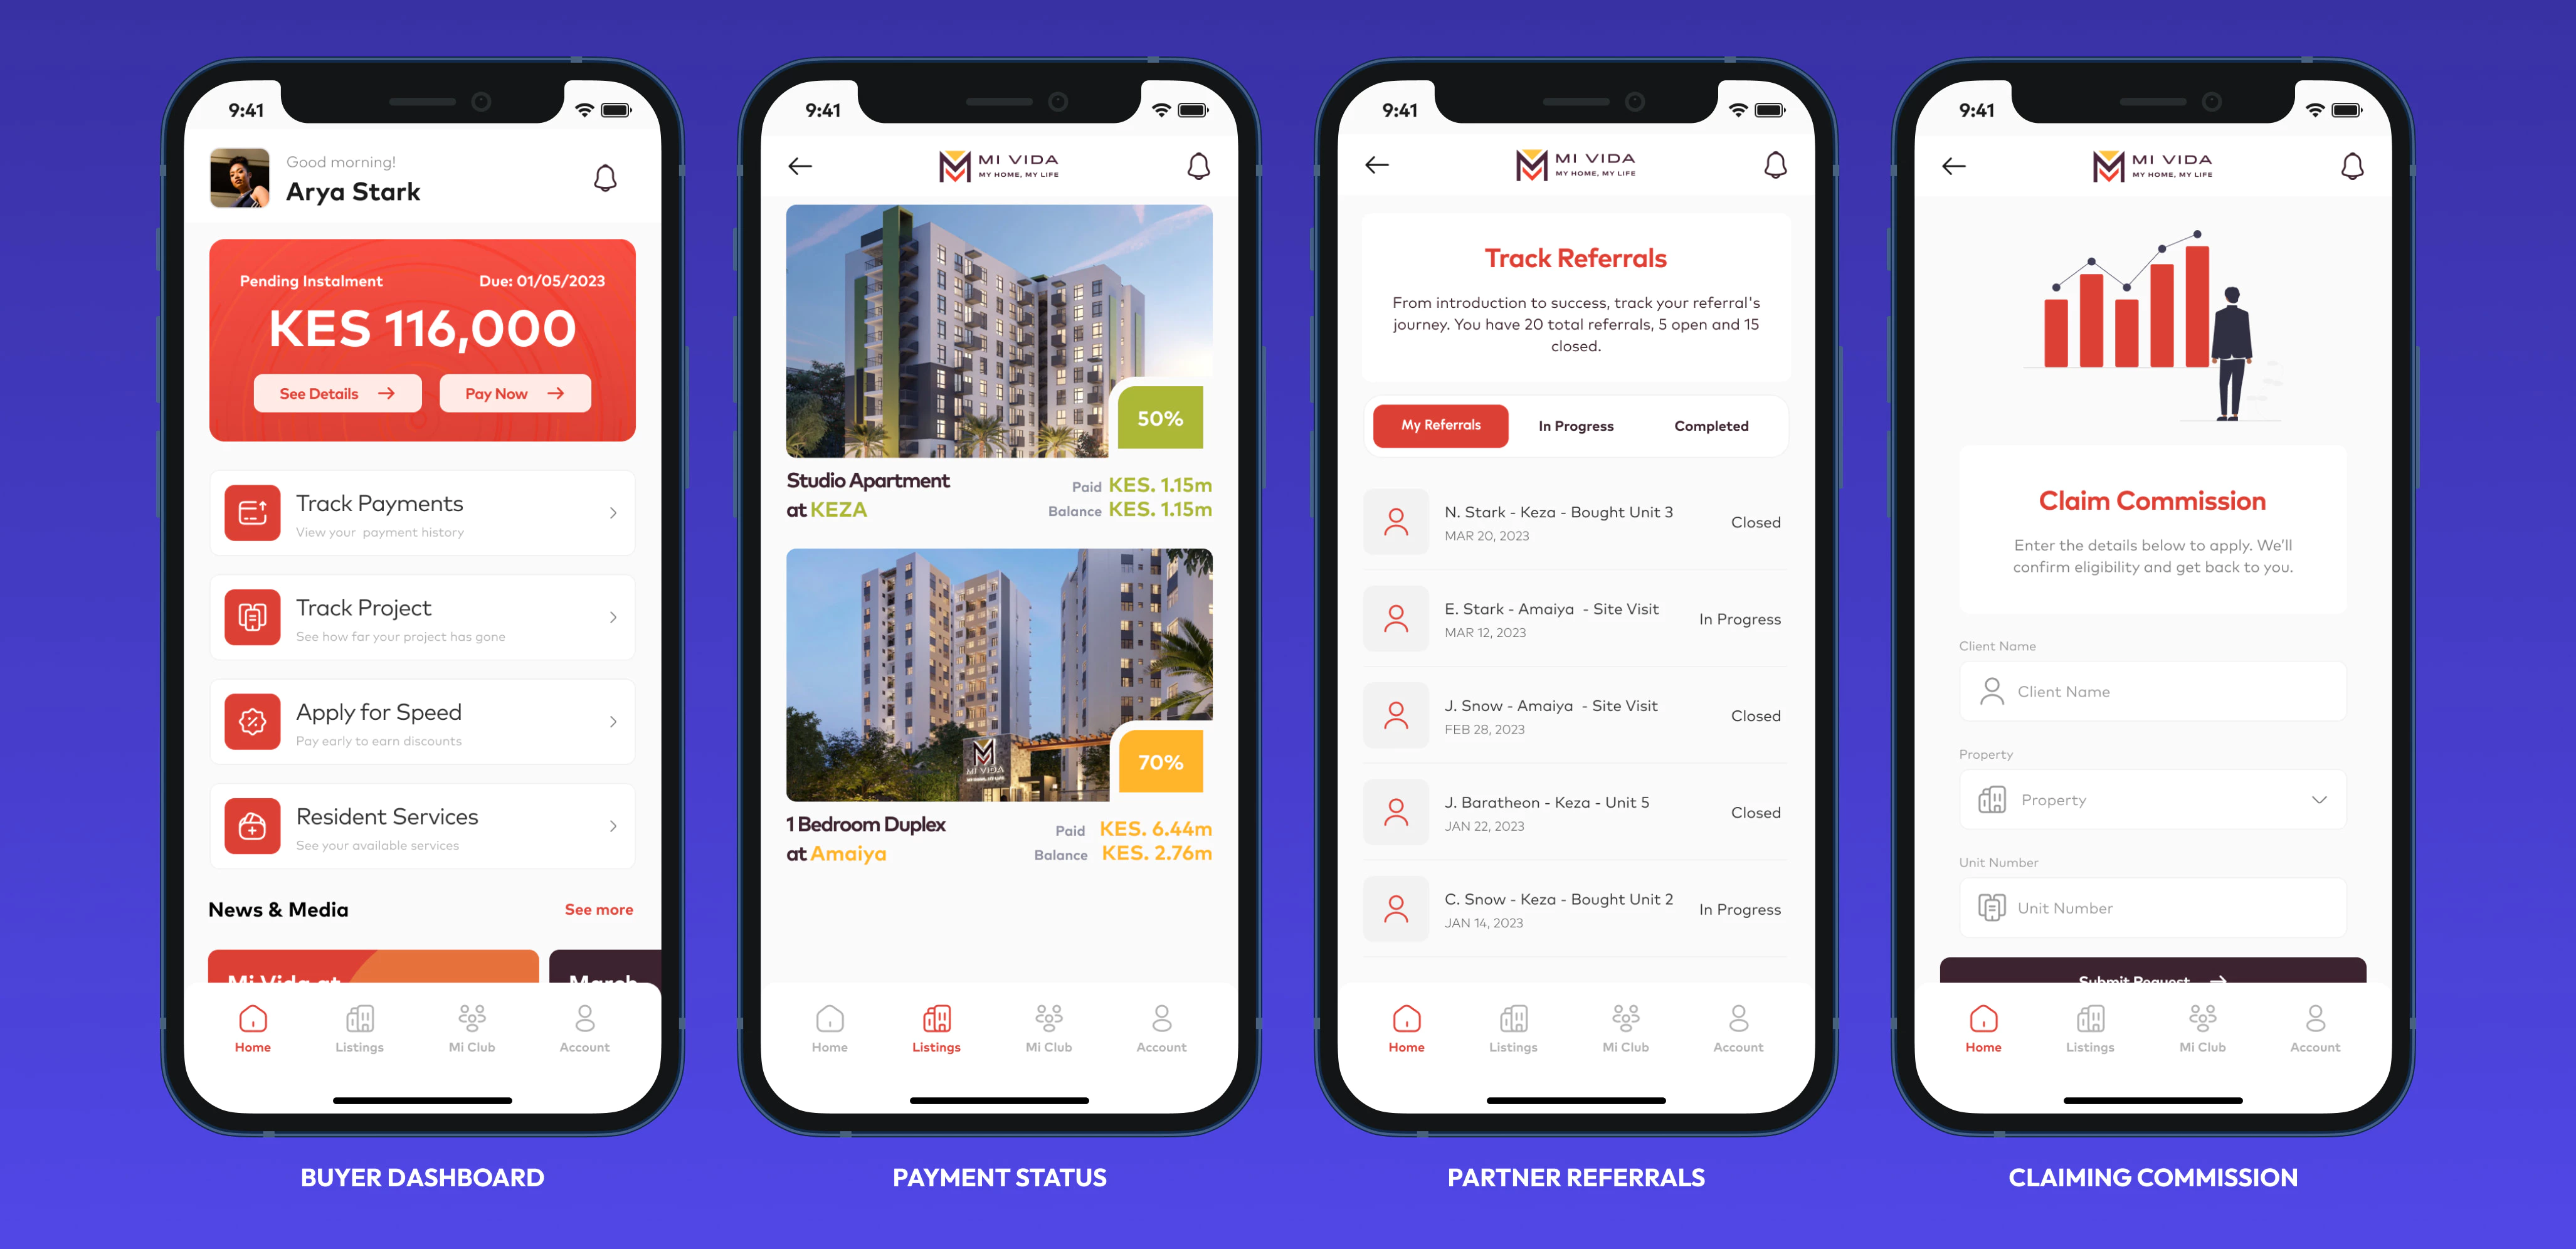 9:41
Good morning!
Arya Stark
Pending Instalment
Due: 01/05/2023
KES 116,000
See Details
Pay Now
Track Payments
View your payment history
Track Project
See how far your project has gone
Apply for Speed
Pay early to earn discounts
Resident Services
See your available services
News & Media
See more
Mi Vida at
March
Home
Listings
Mi Club
Account
BUYER DASHBOARD
9:41
MI VIDA
MY HOME, MY LIFE
50%
Studio Apartment
at KEZA
Paid KES. 1.15m
Balance KES. 1.15m
MI VIDA
MY HOME, MY LIFE
70%
1 Bedroom Duplex
at Amaiya
Paid KES. 6.44m
Balance KES. 2.76m
Home
Listings
Mi Club
Account
PAYMENT STATUS
9:41
MI VIDA
MY HOME, MY LIFE
Track Referrals
From introduction to success, track your referral's
journey. You have 20 total referrals, 5 open and 15
closed.
My Referrals
In Progress
Completed
N. Stark - Keza - Bought Unit 3
MAR 20, 2023
Closed
E. Stark - Amaiya - Site Visit
MAR 12, 2023
In Progress
J. Snow - Amaiya - Site Visit
FEB 28, 2023
Closed
J. Baratheon - Keza - Unit 5
JAN 22, 2023
Closed
C. Snow - Keza - Bought Unit 2
JAN 14, 2023
In Progress
Home
Listings
Mi Club
Account
PARTNER REFERRALS
9:41
MI VIDA
MY HOME, MY LIFE
Claim Commission
Enter the details below to apply. We'll
confirm eligibility and get back to you.
Client Name
Client Name
Property
Property
Unit Number
Unit Number
Submit Request
Home
Listings
Mi Club
Account
CLAIMING COMMISSION